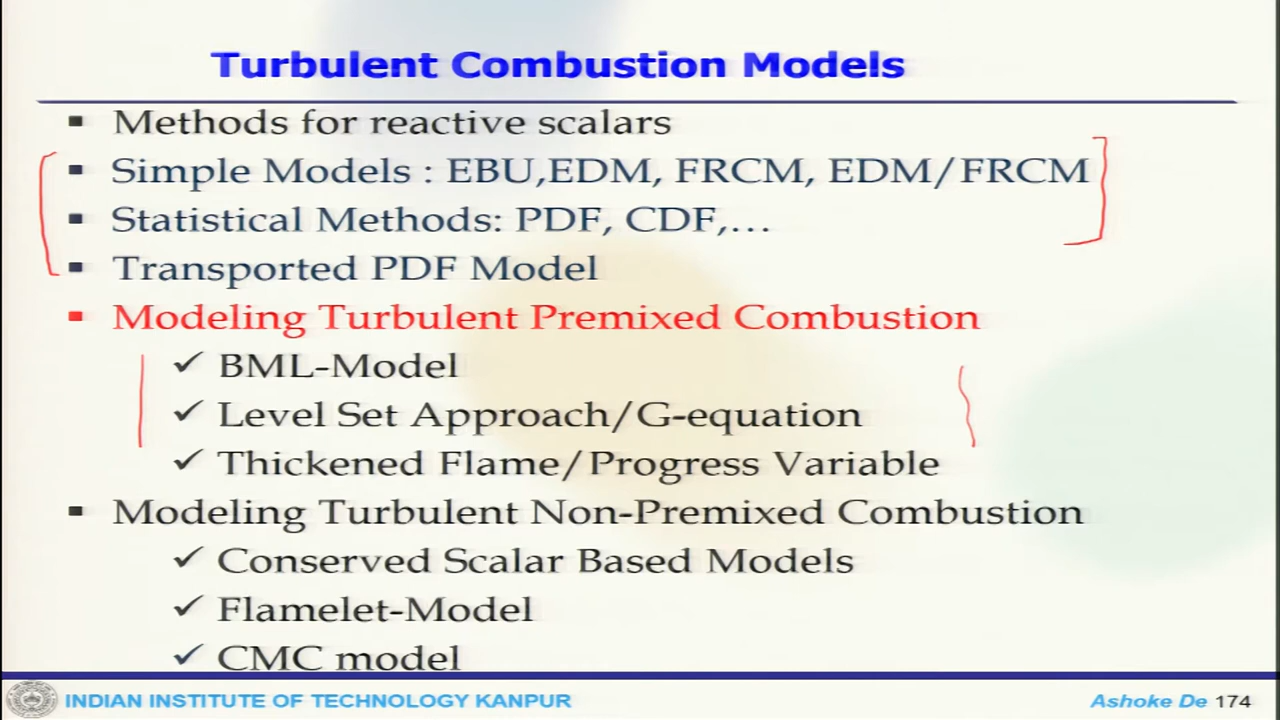 Turbulent Combustion Models
▪ Methods for reactive scalars
▪ Simple Models : EBU,EDM, FRCM, EDM/FRCM
▪ Statistical Methods: PDF, CDF,...
▪ Transported PDF Model
▪ Modeling Turbulent Premixed Combustion
✓ BML-Model
✓ Level Set Approach/G-equation
✓ Thickened Flame/Progress Variable
▪ Modeling Turbulent Non-Premixed Combustion
✓ Conserved Scalar Based Models
✓ Flamelet-Model
✓ CMC model
INDIAN INSTITUTE OF TECHNOLOGY KANPUR
Ashoke De 174